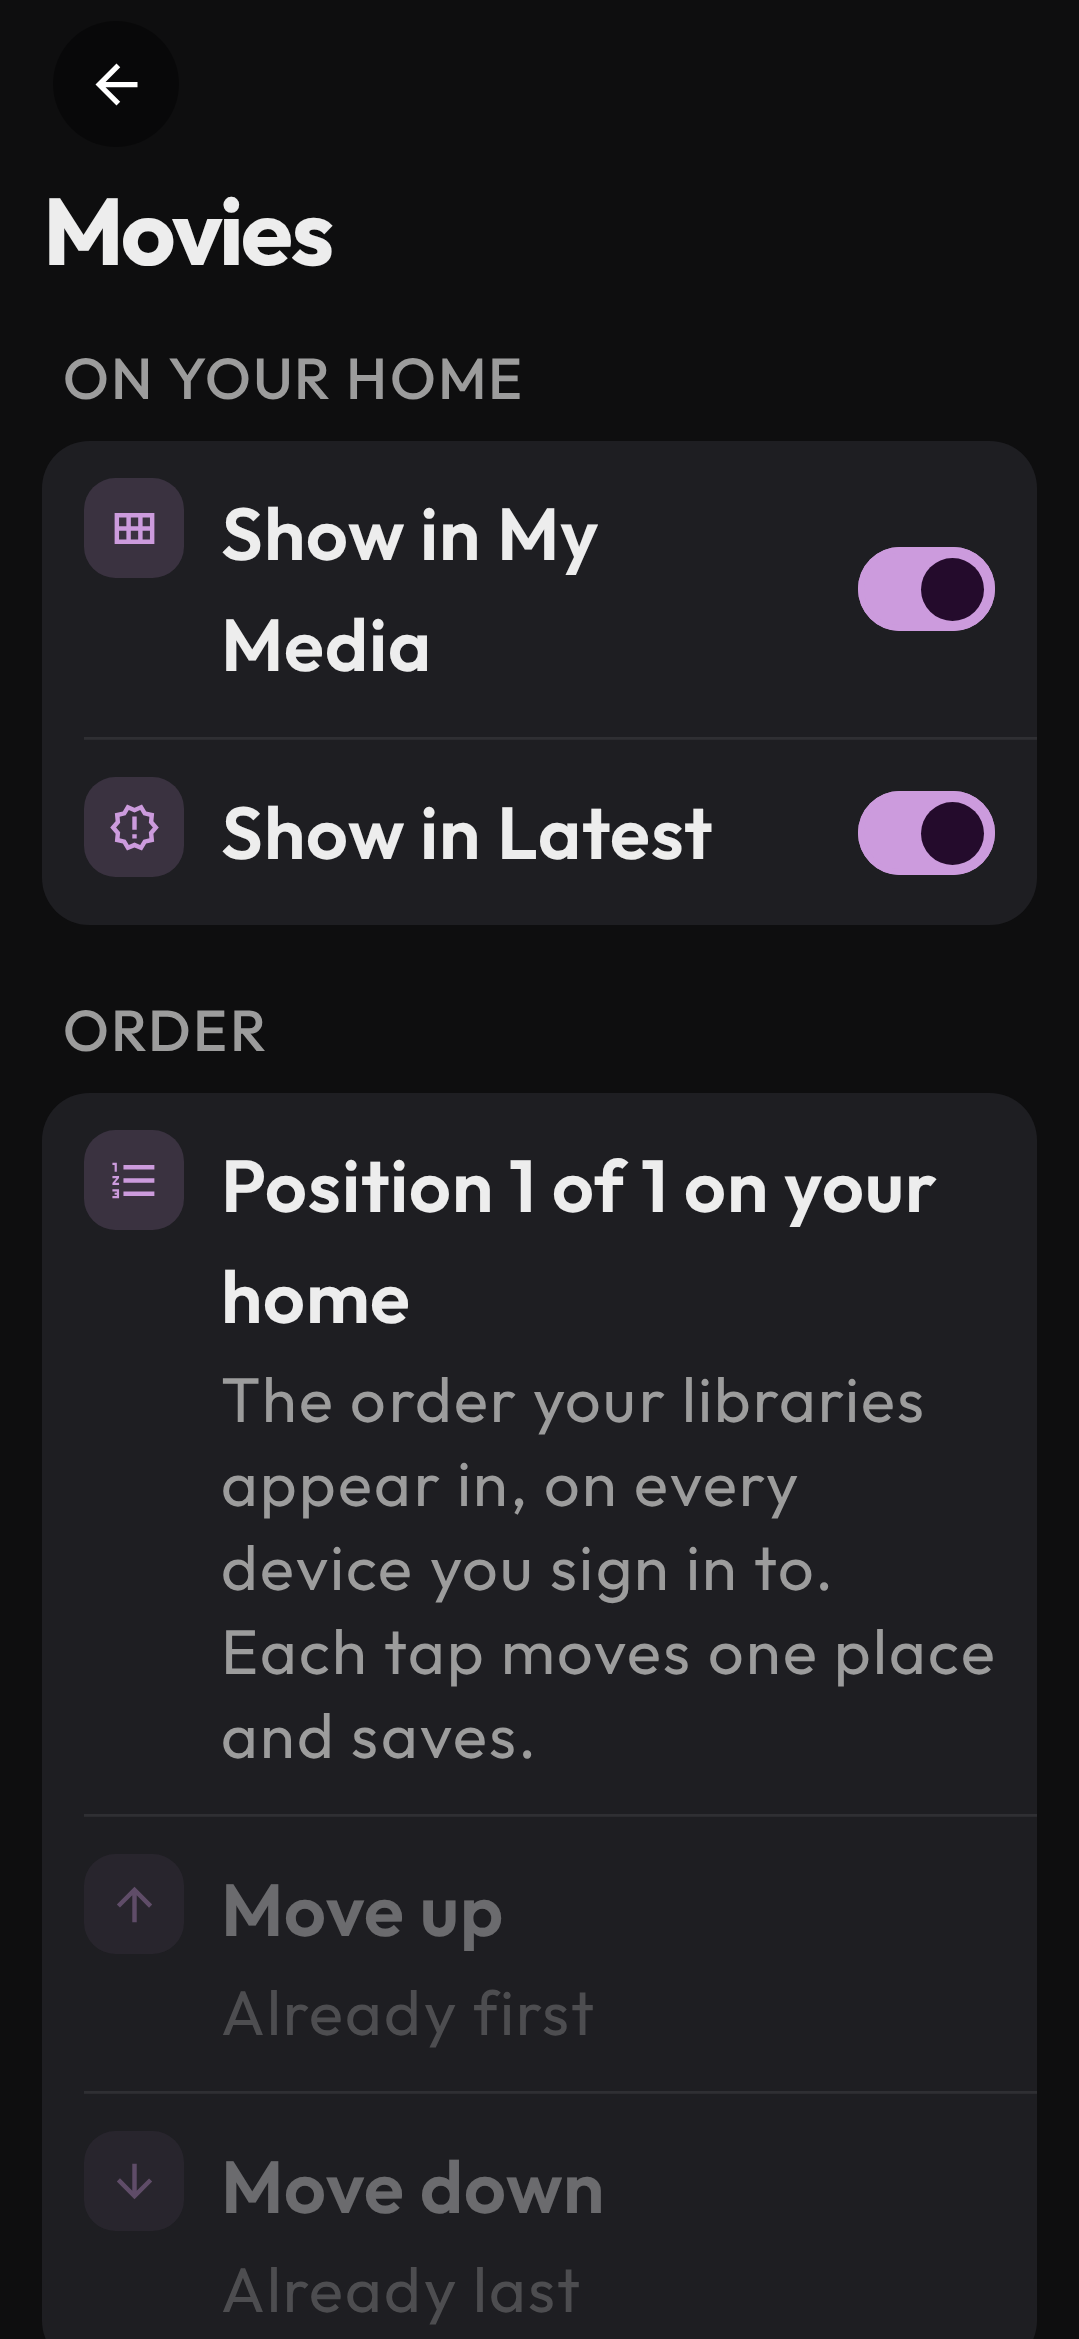 Movies
ON YOUR HOME
Show in My
Media
Show in Latest
ORDER
Position 1 of 1 on your
home
The order your libraries
appear in, on every
device you sign in to.
Each tap moves one place
and saves.
Move up
Already first
Move down
Already last